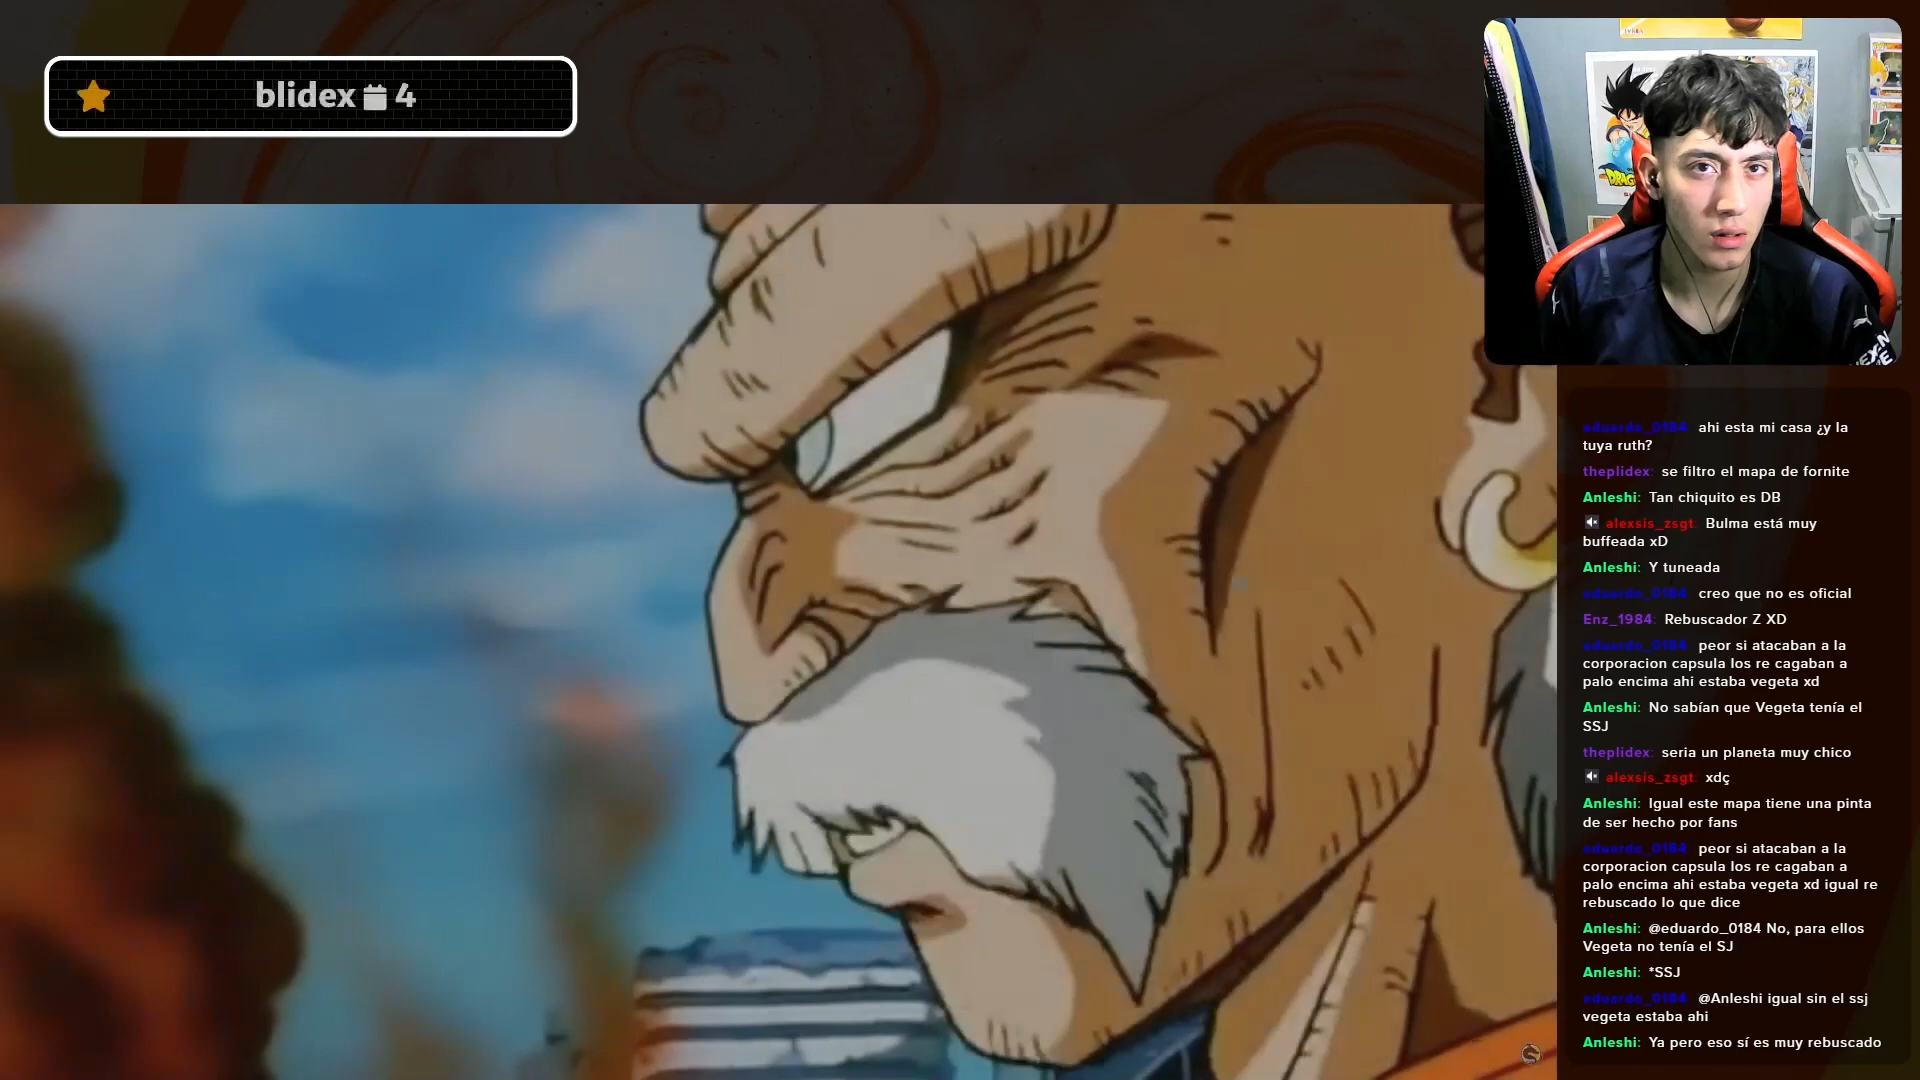 blidex 4
eduardo_0184 ahi esta mi casa ¿y la
tuya ruth?
theplidex: se filtro el mapa de fornite
Anleshi: Tan chiquito es DB
alexsis_zsgt: Bulma está muy
buffeada xD
Anleshi: Y tuneada
eduardo_0184 creo que no es oficial
Enz_1984: Rebuscador Z XD
eduardo_0184 peor si atacaban a la
corporacion capsula los re cagaban a
palo encima ahi estaba vegeta xd
Anleshi: No sabían que Vegeta tenía el
SSJ
theplidex: seria un planeta muy chico
alexsis_zsgt: xdç
Anleshi: Igual este mapa tiene una pinta
de ser hecho por fans
eduardo_0184 peor si atacaban a la
corporacion capsula los re cagaban a
palo encima ahi estaba vegeta xd igual re
rebuscado lo que dice
Anleshi: @eduardo_0184 No, para ellos
Vegeta no tenía el SJ
Anleshi: *SSJ
eduardo_0184 @Anleshi igual sin el ssj
vegeta estaba ahi
Anleshi: Ya pero eso sí es muy rebuscado